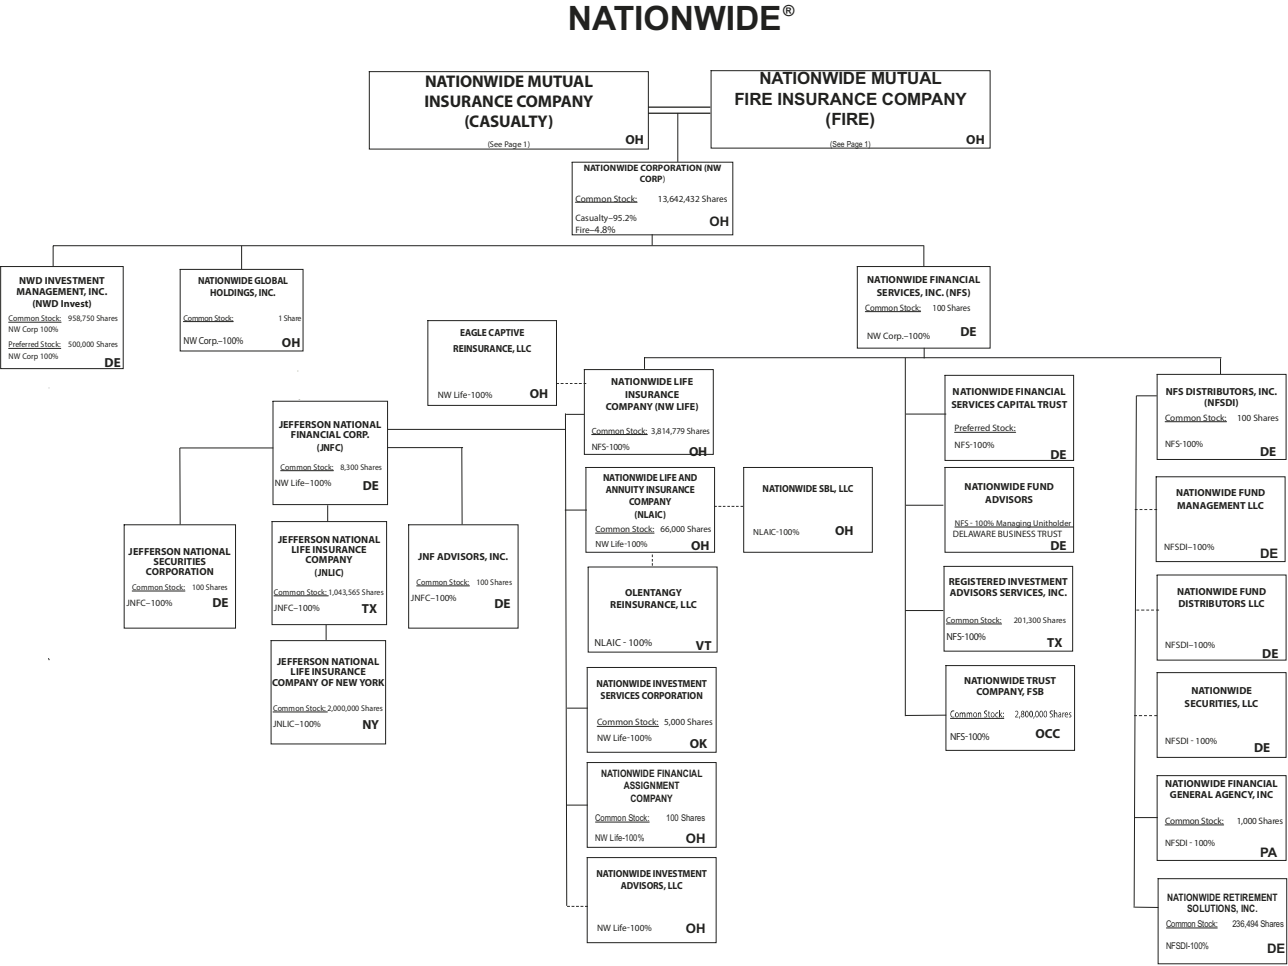 NATIONWIDE®
NATIONWIDE MUTUAL
INSURANCE COMPANY
(CASUALTY)
(See Page 1)
OH
NATIONWIDE MUTUAL
FIRE INSURANCE COMPANY
(FIRE)
(See Page 1)
OH
NATIONWIDE CORPORATION (NW
CORP)
Common Stock: 13,642,432 Shares
Casualty–95.2%
Fire–4.8%
OH
NWD INVESTMENT
MANAGEMENT, INC.
(NWD Invest)
Common Stock: 958,750 Shares
NW Corp 100%
Preferred Stock: 500,000 Shares
NW Corp 100%
DE
NATIONWIDE GLOBAL
HOLDINGS, INC.
Common Stock: 1 Share
NW Corp.–100%
OH
NATIONWIDE FINANCIAL
SERVICES, INC. (NFS)
Common Stock: 100 Shares
NW Corp.–100%
DE
EAGLE CAPTIVE
REINSURANCE, LLC
NW Life-100%
OH
NATIONWIDE LIFE
INSURANCE
COMPANY (NW LIFE)
Common Stock: 3,814,779 Shares
NFS-100%
OH
NATIONWIDE FINANCIAL
SERVICES CAPITAL TRUST
Preferred Stock:
NFS-100%
DE
NFS DISTRIBUTORS, INC.
(NFSDI)
Common Stock: 100 Shares
NFS-100%
DE
JEFFERSON NATIONAL
FINANCIAL CORP.
(JNFC)
Common Stock: 8,300 Shares
NW Life–100%
DE
NATIONWIDE LIFE AND
ANNUITY INSURANCE
COMPANY
(NLAIC)
Common Stock: 66,000 Shares
NW Life-100%
OH
NATIONWIDE SBL, LLC
NLAIC-100%
OH
NATIONWIDE FUND
ADVISORS
NFS - 100% Managing Unitholder
DELAWARE BUSINESS TRUST
DE
NATIONWIDE FUND
MANAGEMENT LLC
NFSDI–100%
DE
JEFFERSON NATIONAL
SECURITIES
CORPORATION
Common Stock: 100 Shares
JNFC–100%
DE
JEFFERSON NATIONAL
LIFE INSURANCE
COMPANY
(JNLIC)
Common Stock: 1,043,565 Shares
JNFC–100%
TX
JNF ADVISORS, INC.
Common Stock: 100 Shares
JNFC–100%
DE
OLENTANGY
REINSURANCE, LLC
NLAIC - 100%
VT
REGISTERED INVESTMENT
ADVISORS SERVICES, INC.
Common Stock: 201,300 Shares
NFS-100%
TX
NATIONWIDE FUND
DISTRIBUTORS LLC
NFSDI–100%
DE
JEFFERSON NATIONAL
LIFE INSURANCE
COMPANY OF NEW YORK
Common Stock: 2,000,000 Shares
JNLIC–100%
NY
NATIONWIDE INVESTMENT
SERVICES CORPORATION
Common Stock: 5,000 Shares
NW Life-100%
OK
NATIONWIDE TRUST
COMPANY, FSB
Common Stock: 2,800,000 Shares
NFS-100%
OCC
NATIONWIDE
SECURITIES, LLC
NFSDI - 100%
DE
NATIONWIDE FINANCIAL
ASSIGNMENT
COMPANY
Common Stock: 100 Shares
NW Life-100%
OH
NATIONWIDE FINANCIAL
GENERAL AGENCY, INC
Common Stock: 1,000 Shares
NFSDI - 100%
PA
NATIONWIDE INVESTMENT
ADVISORS, LLC
NW Life-100%
OH
NATIONWIDE RETIREMENT
SOLUTIONS, INC.
Common Stock: 236,494 Shares
NFSDI-100%
DE